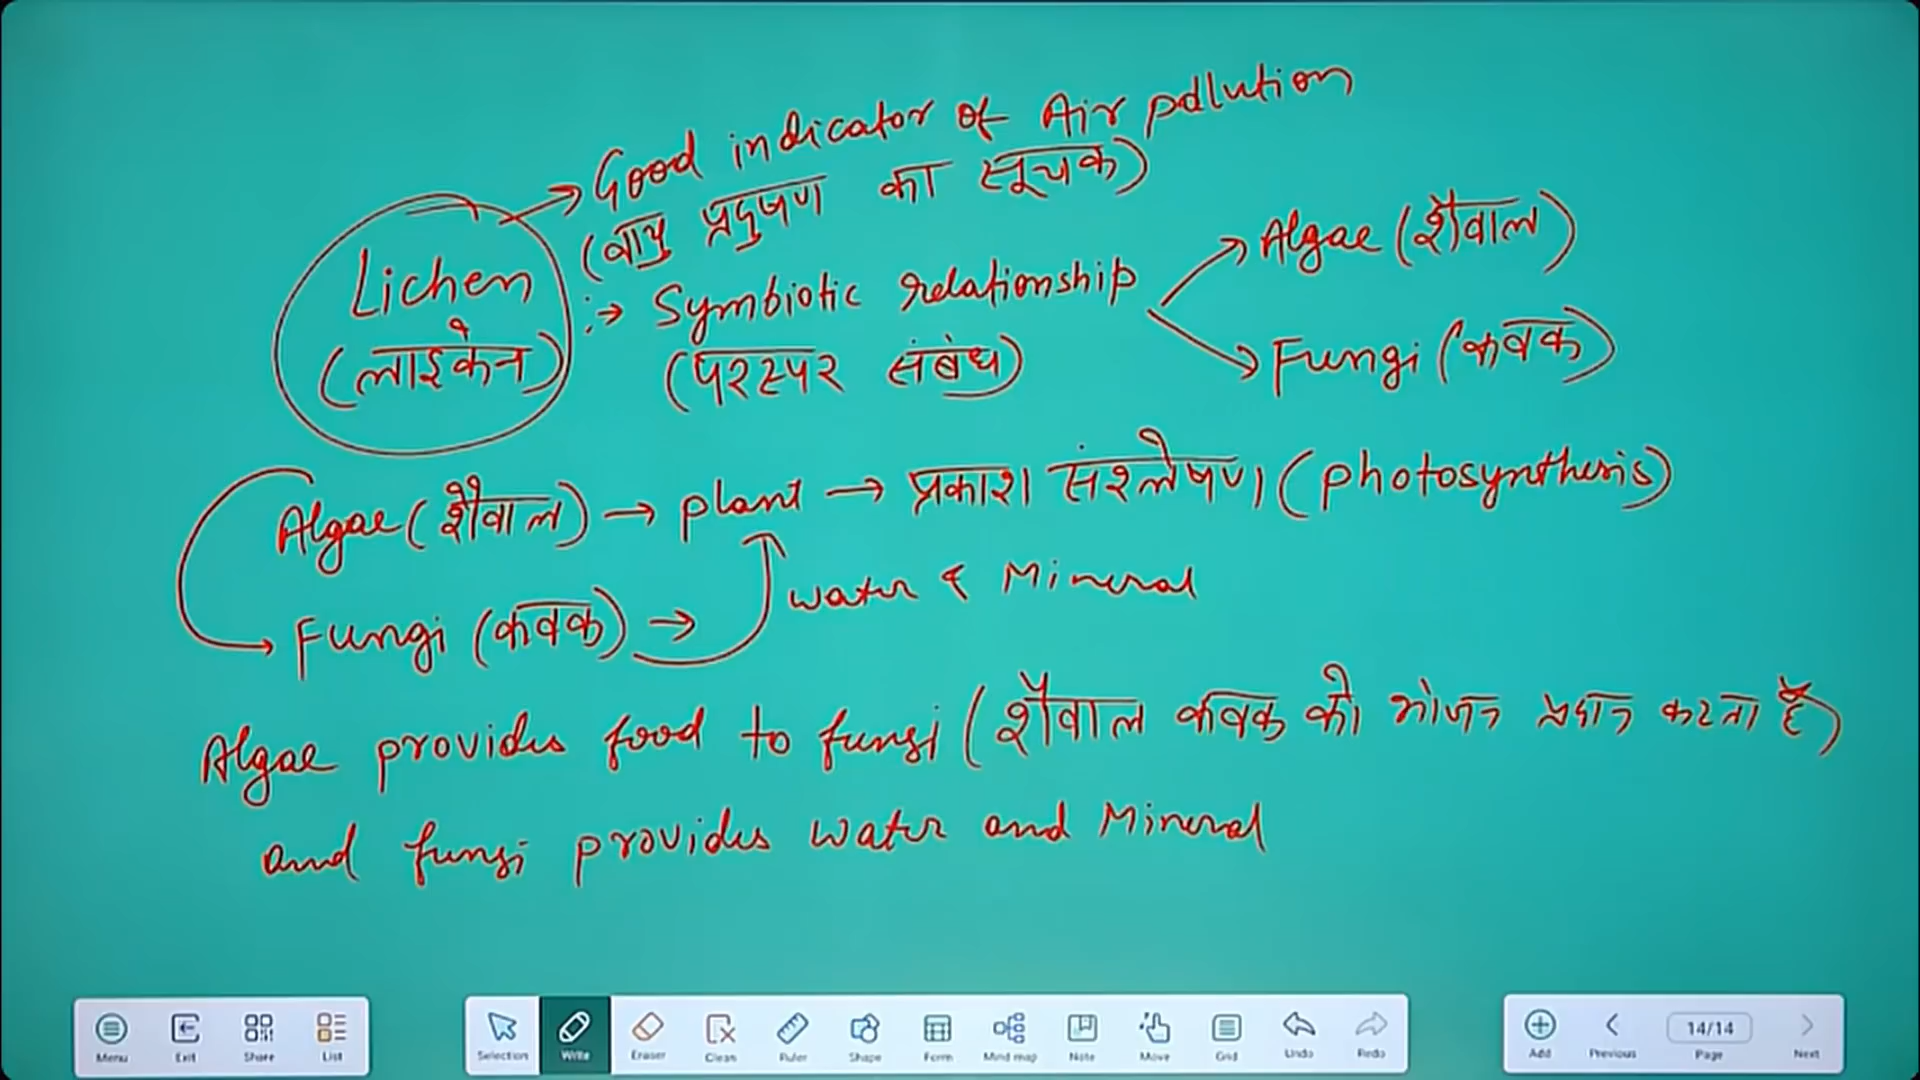 Good indicator of Air pollution
(वायु प्रदुषण का सूचक)
Lichen
(लाइकेन)
:→ Symbiotic relationship
(परस्पर संबंध)
Algae (शैवाल)
Fungi (कवक)
Algae (शैवाल) → plant → प्रकाश संश्लेषण (photosynthesis)
Fungi (कवक) →
water & Mineral
Algae provides food to fungi (शैवाल कवक को भोजन प्रदान करता है)
and fungi provides water and Mineral
Menu Exit Share List
Selection Write Eraser Clean Ruler Shape Form Mind map Note Move Grid Undo Redo
Add Previous 14/14 Page Next